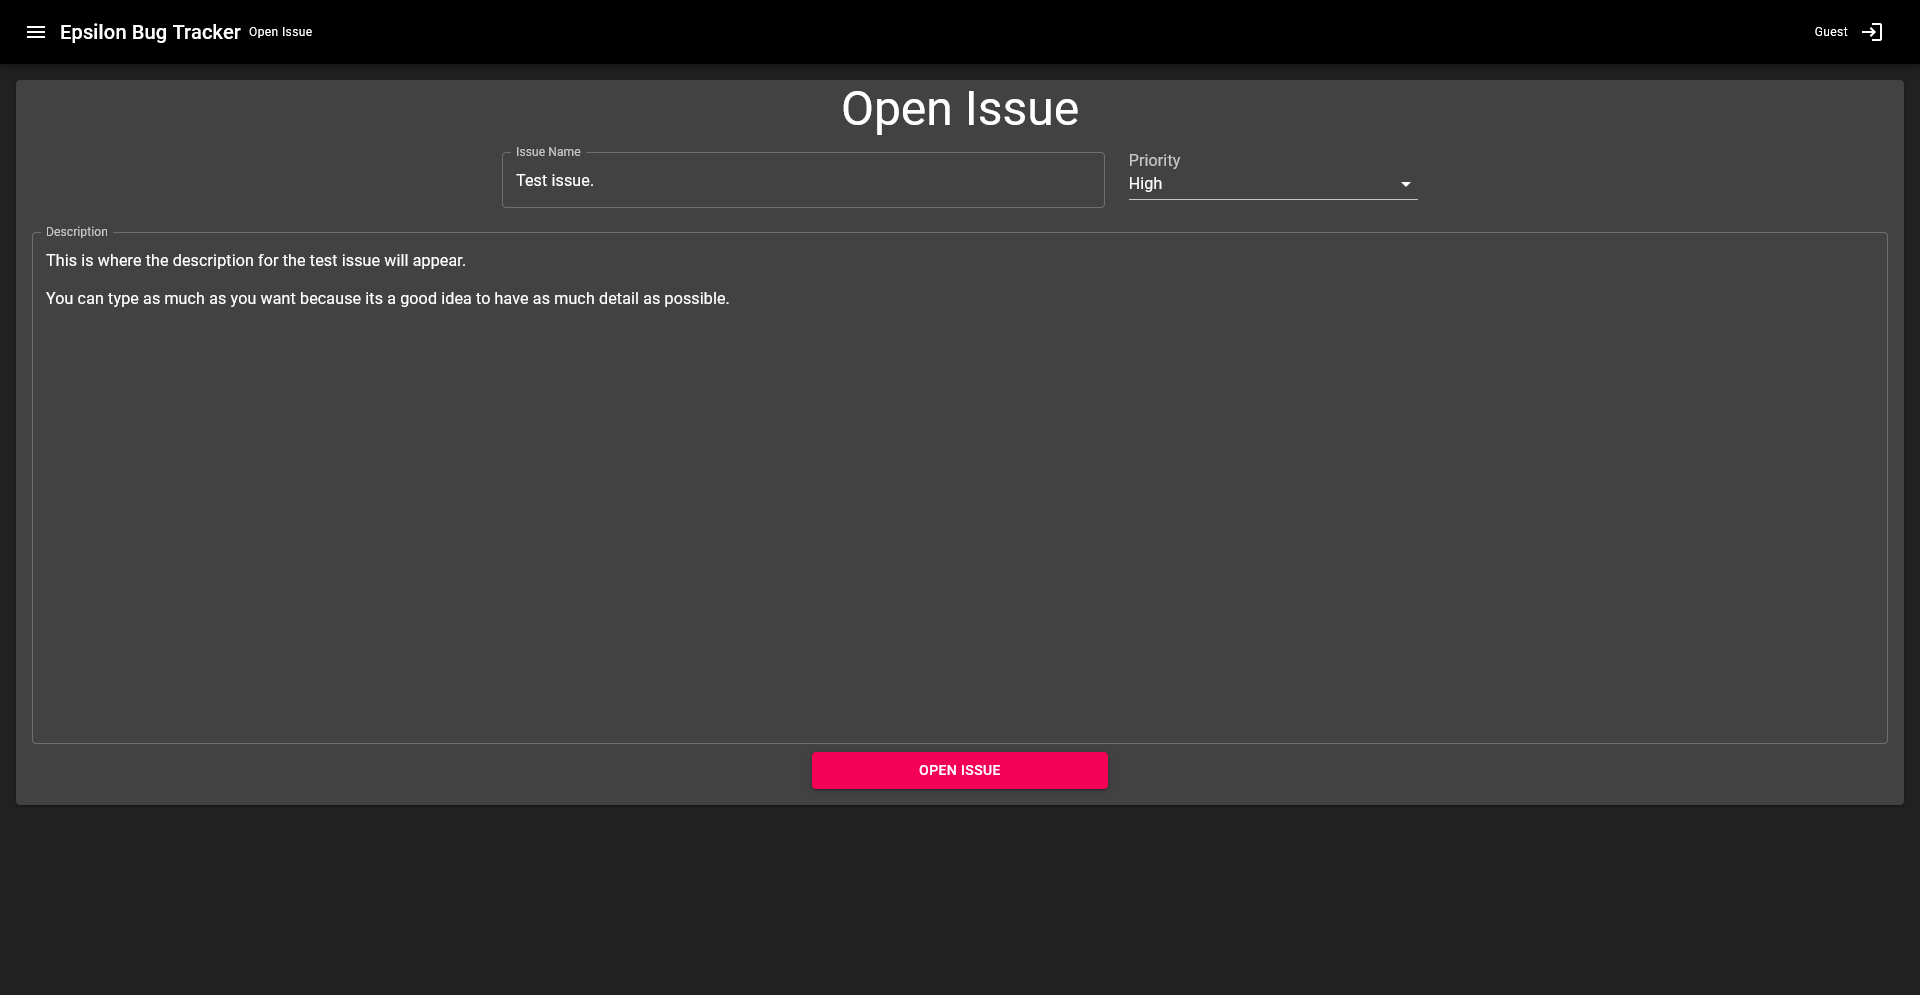 Epsilon Bug Tracker Open Issue Guest
Open Issue
Issue Name
Test issue.
Priority
High
Description
This is where the description for the test issue will appear.
You can type as much as you want because its a good idea to have as much detail as possible.
OPEN ISSUE